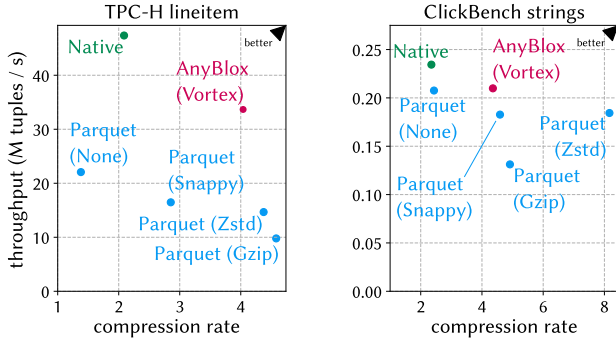 TPC-H lineitem
throughput (M tuples / s)
40
30
20
10
0
better
Native
AnyBlox
(Vortex)
Parquet
(None)
Parquet
(Snappy)
Parquet (Zstd)
Parquet (Gzip)
1
2
3
4
compression rate
ClickBench strings
0.25
0.20
0.15
0.10
0.05
0.00
better
Native
AnyBlox
(Vortex)
Parquet
(None)
Parquet
(Zstd)
Parquet
(Snappy)
Parquet
(Gzip)
2
4
6
8
compression rate